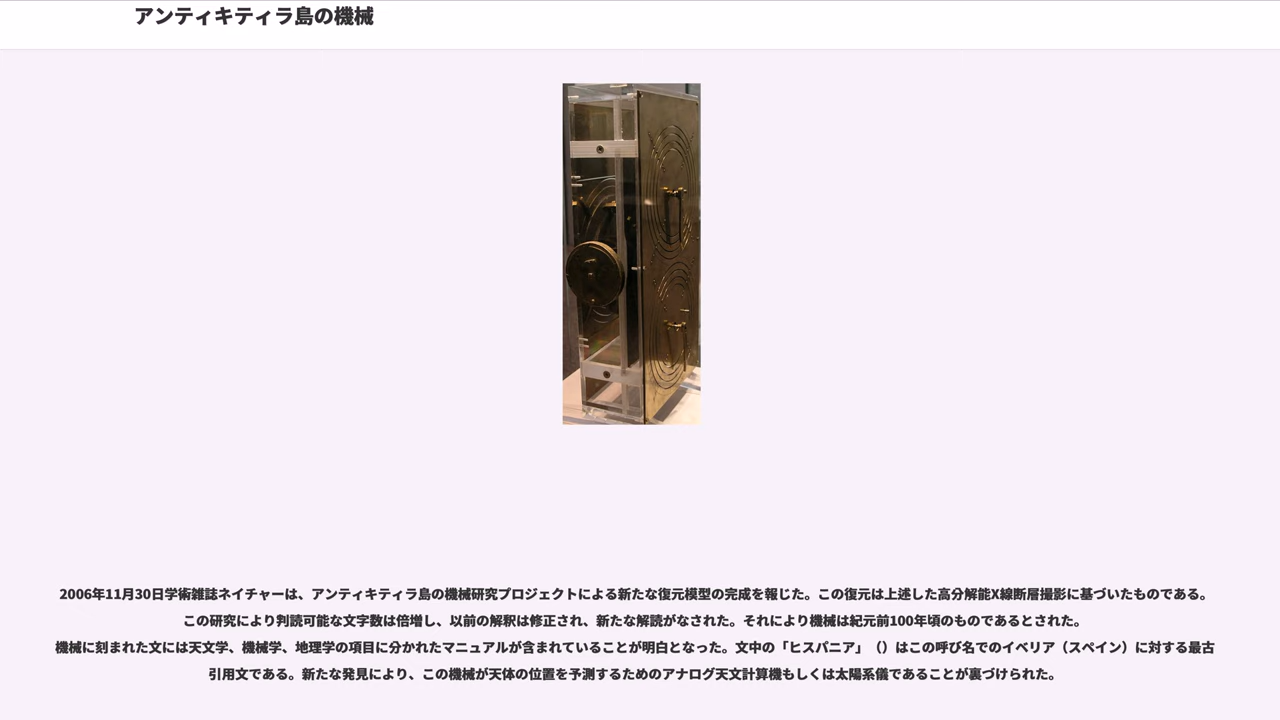 アンティキティラ島の機械
2006年11月30日学術雑誌ネイチャーは、アンティキティラ島の機械研究プロジェクトによる新たな復元模型の完成を報じた。この復元は上述した高分解能X線断層撮影に基づいたものである。
この研究により判読可能な文字数は倍増し、以前の解釈は修正され、新たな解読がなされた。それにより機械は紀元前100年頃のものであるとされた。
機械に刻まれた文には天文学、機械学、地理学の項目に分かれたマニュアルが含まれていることが明白となった。文中の「ヒスパニア」（）はこの呼び名でのイベリア（スペイン）に対する最古
引用文である。新たな発見により、この機械が天体の位置を予測するためのアナログ天文計算機もしくは太陽系儀であることが裏づけられた。